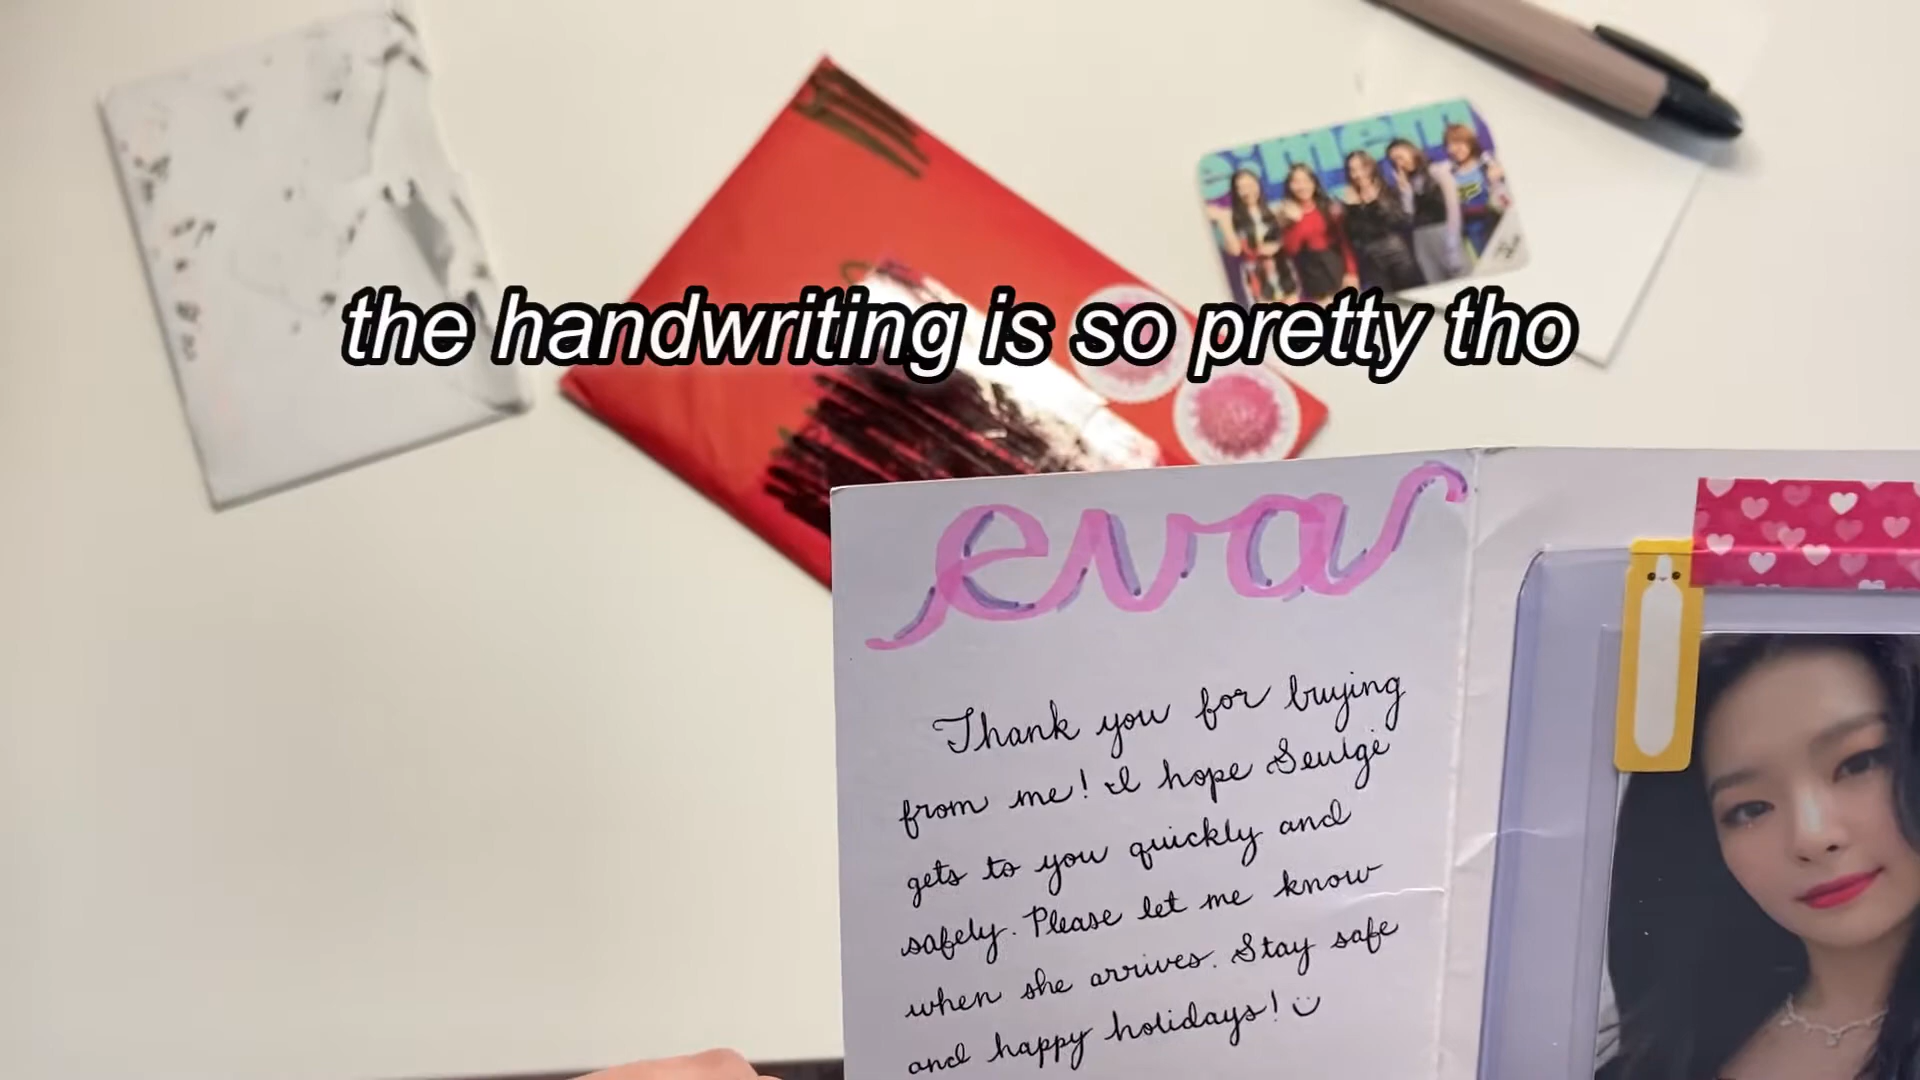 e;mem
the handwriting is so pretty tho
eva
Thank you for buying
from me! I hope Seulgi
gets to you quickly and
safely. Please let me know
when she arrives. Stay safe
and happy holidays!